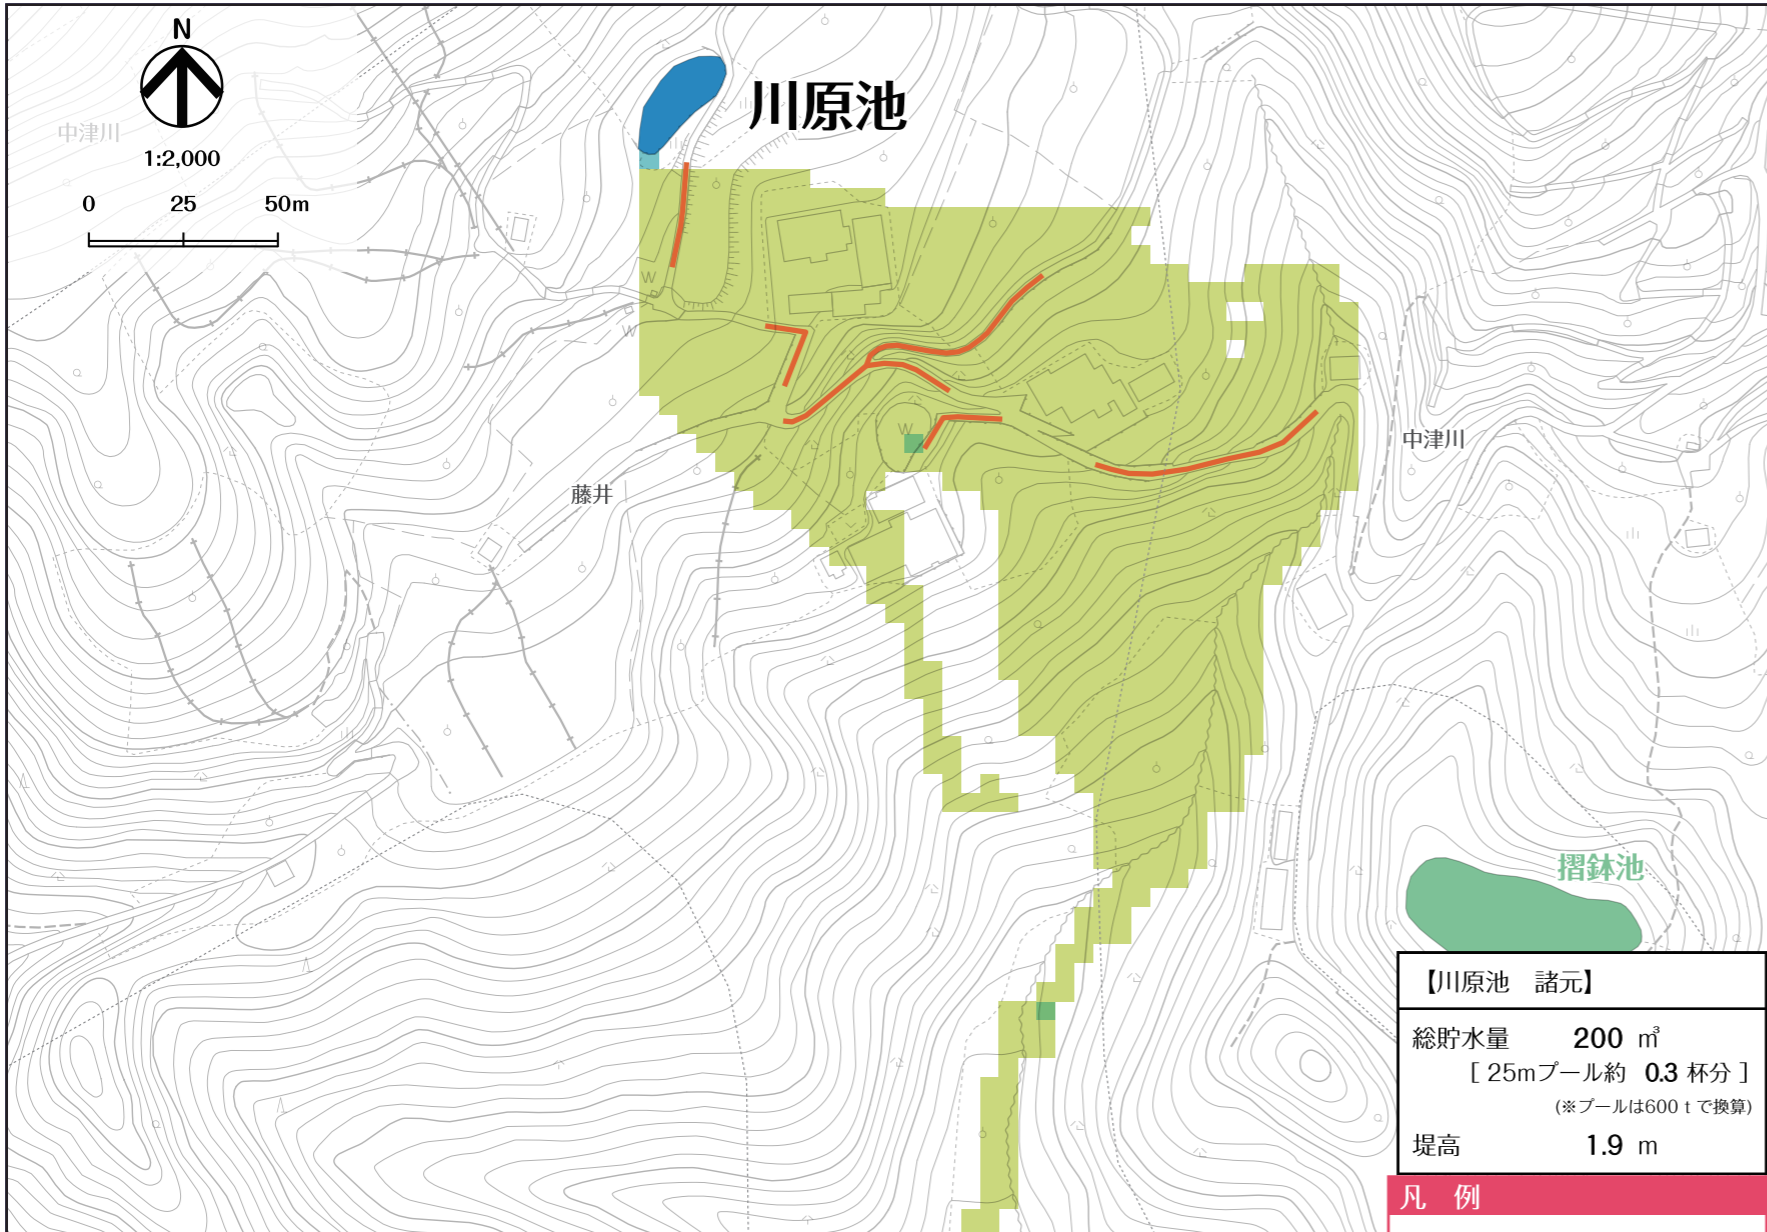 N
1:2,000
0 25 50m
中津川
川原池
W
W
W
藤井
中津川
摺鉢池
【川原池 諸元】
総貯水量 200 ㎥
[ 25mプール約 0.3 杯分 ]
(※プールは600 t で換算)
堤高 1.9 m
凡 例